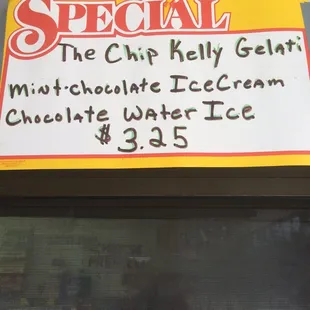 SPECIAL
The Chip Kelly Gelati
Mint-chocolate IceCream
Chocolate Water Ice
$3.25